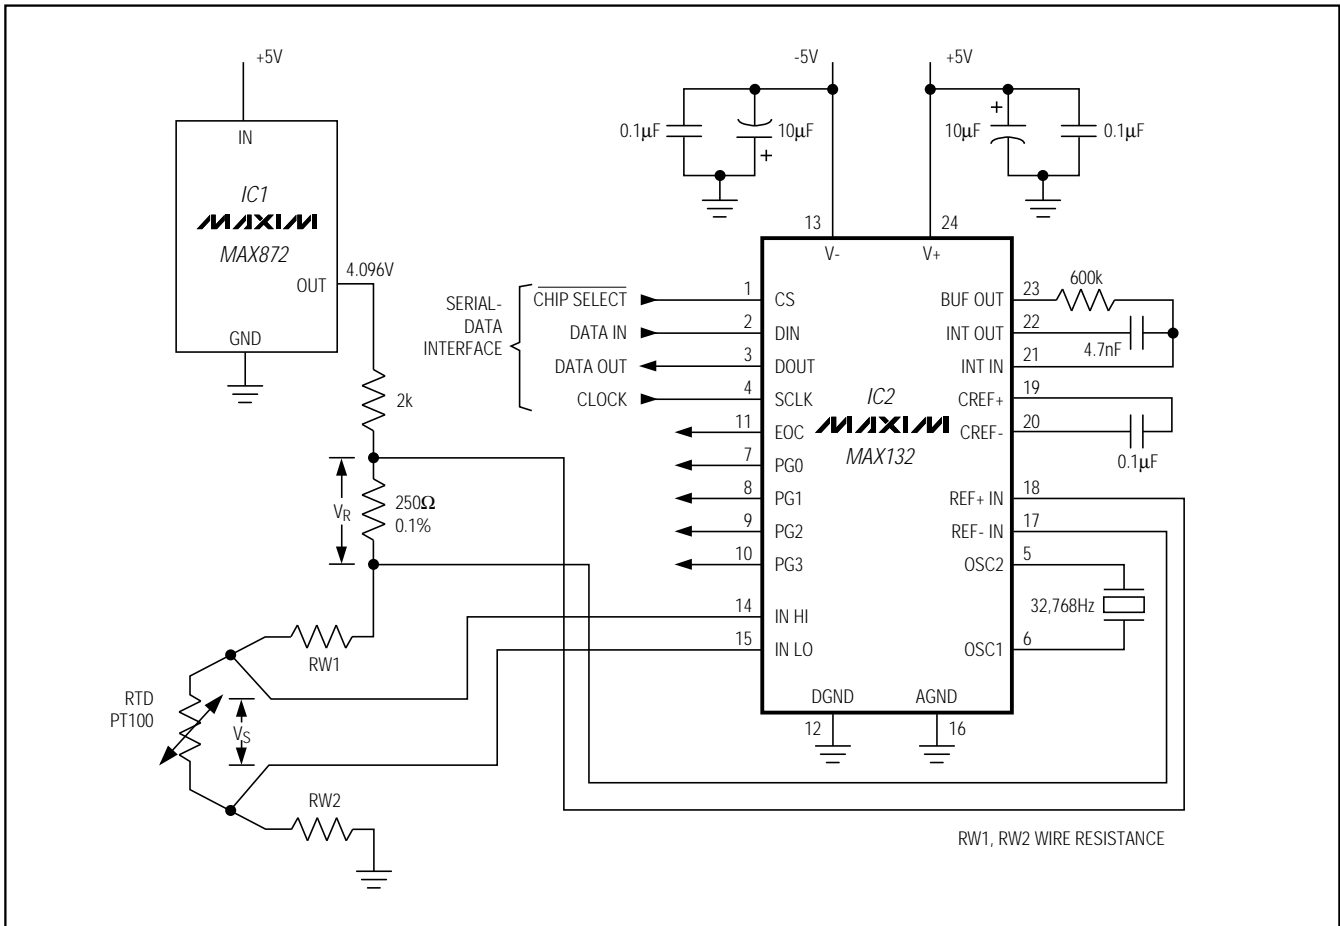 +5V
IN
IC1
MAXIM
MAX872
OUT
4.096V
GND
2k
VR
250Ω
0.1%
RW1
RTD
PT100
VS
RW2
-5V
+5V
0.1µF
10µF
+
+
10µF
0.1µF
13
24
V-
V+
SERIAL-
DATA
INTERFACE
CHIP SELECT
1
CS
DATA IN
2
DIN
DATA OUT
3
DOUT
CLOCK
4
SCLK
11
EOC
7
PG0
8
PG1
9
PG2
10
PG3
14
IN HI
15
IN LO
IC2
MAXIM
MAX132
BUF OUT
23
600k
INT OUT
22
4.7nF
INT IN
21
CREF+
19
CREF-
20
0.1µF
REF+ IN
18
REF- IN
17
OSC2
5
32,768Hz
OSC1
6
DGND
AGND
12
16
RW1, RW2 WIRE RESISTANCE